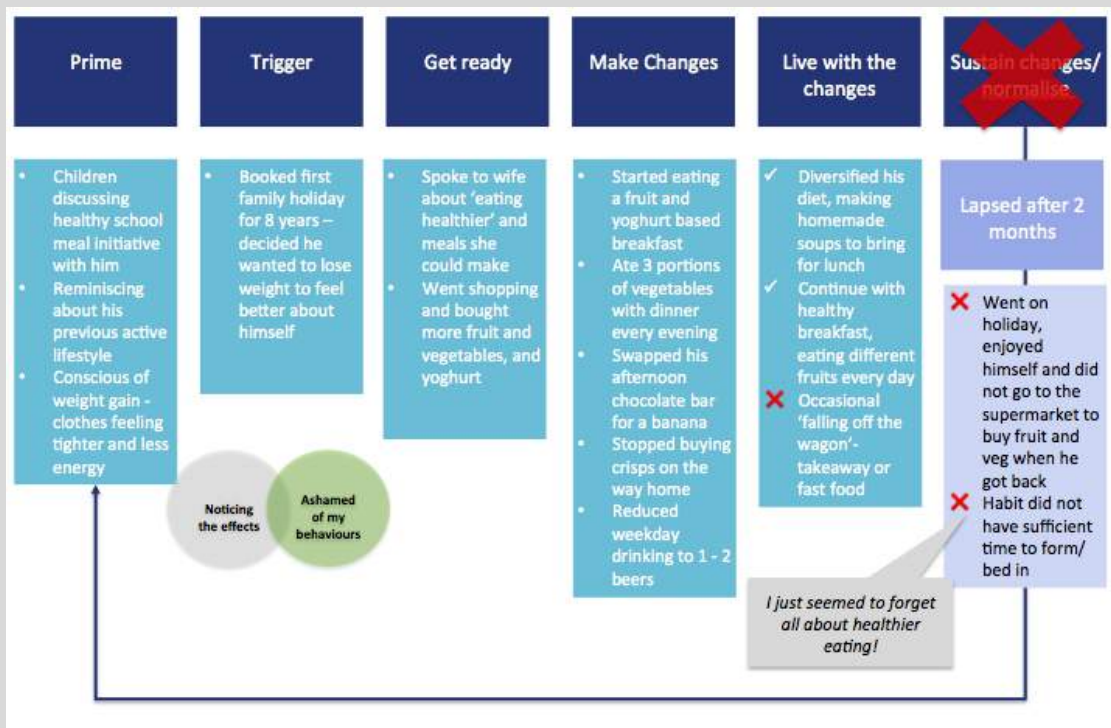 Prime
Trigger
Get ready
Make Changes
Live with the
changes
Sustain changes/
normalise
• Children
discussing
healthy school
meal initiative
with him
• Reminiscing
about his
previous active
lifestyle
• Conscious of
weight gain -
clothes feeling
tighter and less
energy
• Booked first
family holiday
for 8 years –
decided he
wanted to lose
weight to feel
better about
himself
Noticing
the effects
Ashamed
of my
behaviours
• Spoke to wife
about ‘eating
healthier’ and
meals she
could make
• Went shopping
and bought
more fruit and
vegetables, and
yoghurt
• Started eating
a fruit and
yoghurt based
breakfast
• Ate 3 portions
of vegetables
with dinner
every evening
• Swapped his
afternoon
chocolate bar
for a banana
• Stopped buying
crisps on the
way home
• Reduced
weekday
drinking to 1 - 2
beers
✓ Diversified his
diet, making
homemade
soups to bring
for lunch
✓ Continue with
healthy
breakfast,
eating different
fruits every day
✗ Occasional
‘falling off the
wagon’-
takeaway or
fast food
Lapsed after 2
months
✗ Went on
holiday,
enjoyed
himself and did
not go to the
supermarket to
buy fruit and
veg when he
got back
✗ Habit did not
have sufficient
time to form/
bed in
I just seemed to forget
all about healthier
eating!